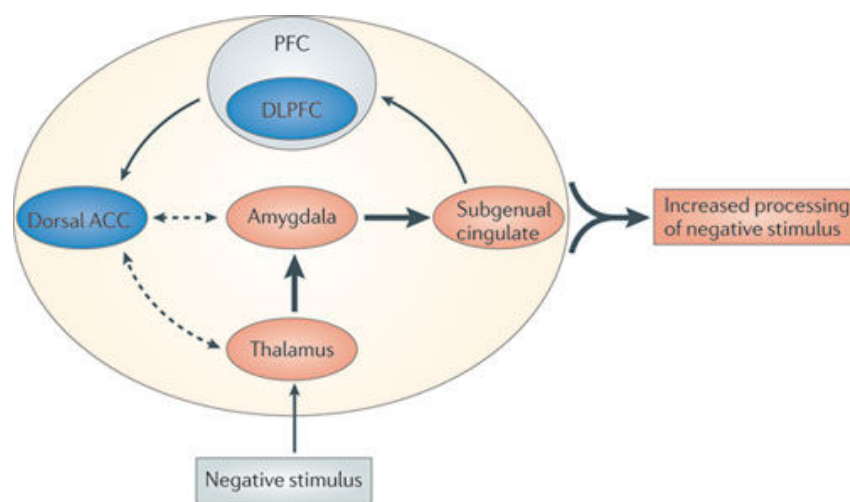 PFC
DLPFC
Dorsal ACC
Amygdala
Subgenual
cingulate
Increased processing
of negative stimulus
Thalamus
Negative stimulus